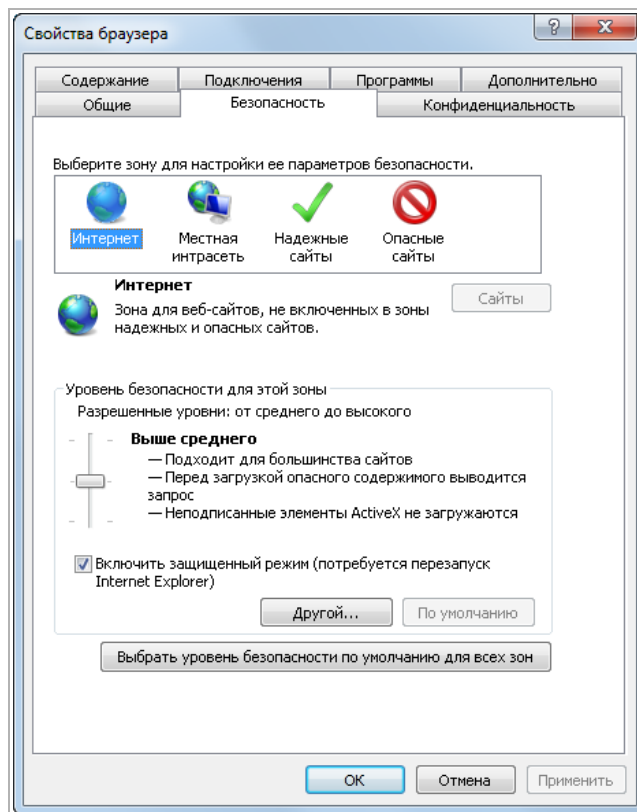 Свойства браузера
?
Содержание Подключения Программы Дополнительно
Общие Безопасность Конфиденциальность
Выберите зону для настройки ее параметров безопасности.
Интернет Местная Надежные Опасные
интрасеть сайты сайты
Интернет
Сайты
Зона для веб-сайтов, не включенных в зоны
надежных и опасных сайтов.
Уровень безопасности для этой зоны
Разрешенные уровни: от среднего до высокого
Выше среднего
— Подходит для большинства сайтов
— Перед загрузкой опасного содержимого выводится
запрос
— Неподписанные элементы ActiveX не загружаются
Включить защищенный режим (потребуется перезапуск
Internet Explorer)
Другой... По умолчанию
Выбрать уровень безопасности по умолчанию для всех зон
ОК Отмена Применить